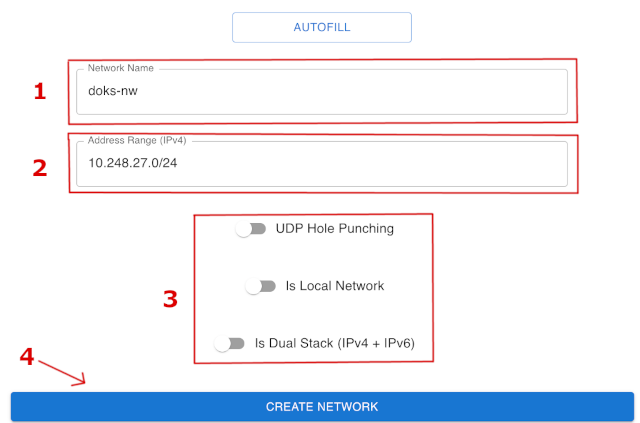 AUTOFILL
1
Network Name
doks-nw
2
Address Range (IPv4)
10.248.27.0/24
3
UDP Hole Punching
Is Local Network
Is Dual Stack (IPv4 + IPv6)
4
CREATE NETWORK